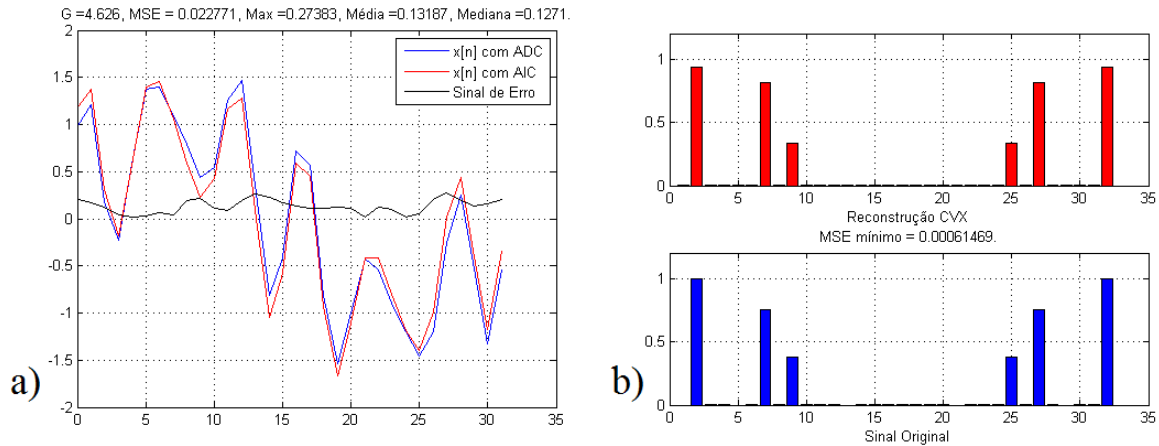 G =4.626, MSE = 0.022771, Max =0.27383, Média =0.13187, Mediana =0.1271.
2
1.5
1
0.5
0
-0.5
-1
-1.5
-2
0 5 10 15 20 25 30 35
x[n] com ADC
x[n] com AIC
Sinal de Erro
a)
1
0.5
0
0 5 10 15 20 25 30 35
Reconstrução CVX
MSE mínimo = 0.00061469.
1
0.5
0
0 5 10 15 20 25 30 35
Sinal Original
b)